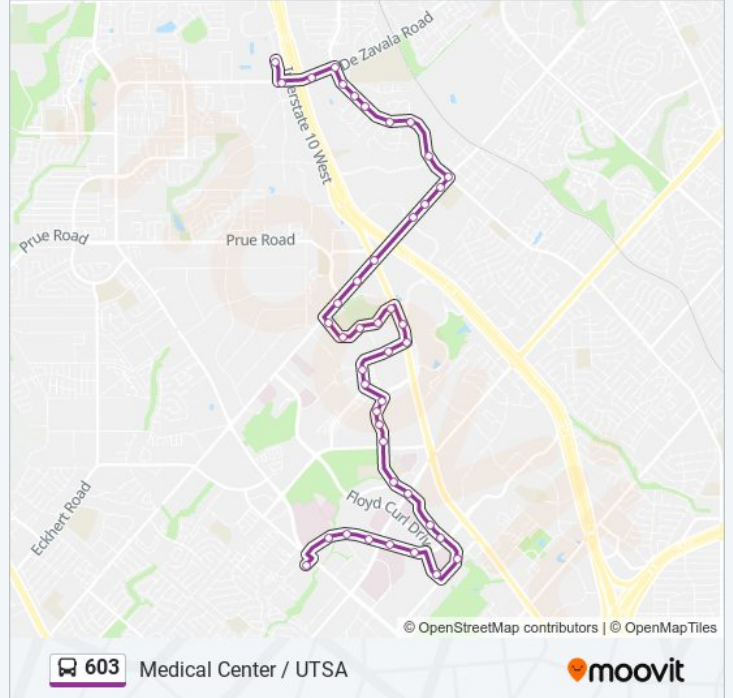 De Zavala Road
Interstate 10 West
Prue Road
Prue Road
Eckhert Road
Floyd Curl Driv
© OpenStreetMap contributors | © OpenMapTiles
603 Medical Center / UTSA
moovit